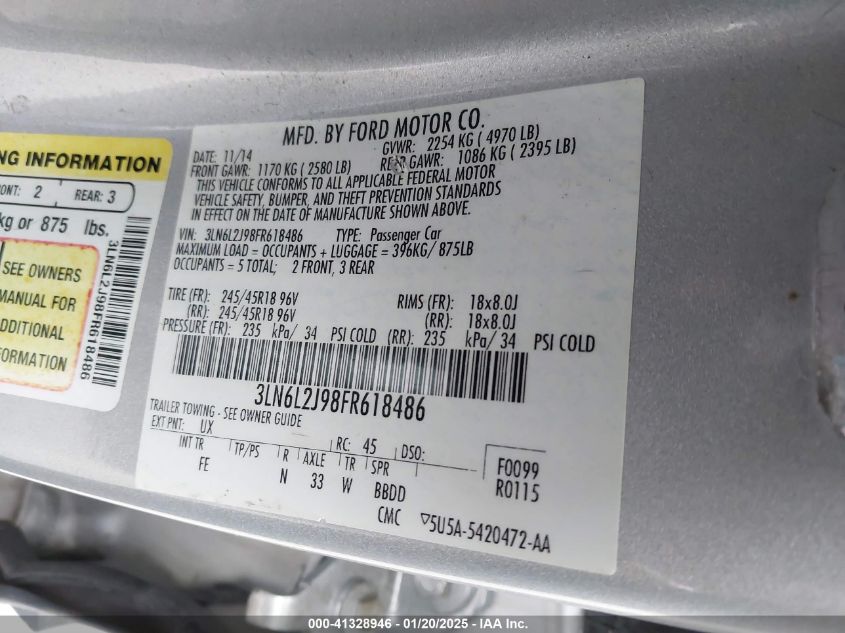 NG INFORMATION
ONT: 2 REAR: 3
kg or 875 lbs.
SEE OWNERS
MANUAL FOR
DDITIONAL
FORMATION
3LN6L2J98FR618486
MFD. BY FORD MOTOR CO.
DATE: 11/14 GVWR: 2254 KG ( 4970 LB)
FRONT GAWR: 1170 KG ( 2580 LB) REAR GAWR: 1086 KG ( 2395 LB)
THIS VEHICLE CONFORMS TO ALL APPLICABLE FEDERAL MOTOR
VEHICLE SAFETY, BUMPER, AND THEFT PREVENTION STANDARDS
IN EFFECT ON THE DATE OF MANUFACTURE SHOWN ABOVE.
VIN: 3LN6L2J98FR618486 TYPE: Passenger Car
MAXIMUM LOAD = OCCUPANTS + LUGGAGE = 396KG/ 875LB
OCCUPANTS = 5 TOTAL; 2 FRONT, 3 REAR
TIRE (FR): 245/45R18 96V RIMS (FR): 18x8.0J
(RR): 245/45R18 96V (RR): 18x8.0J
PRESSURE (FR): 235 kPa/ 34 PSI COLD (RR): 235 kPa/ 34 PSI COLD
3LN6L2J98FR618486
TRAILER TOWING - SEE OWNER GUIDE
EXT PNT: UX RC: 45 DSO:
INT TR TP/PS R AXLE TR SPR
FE N 33 W BBDD
F0099
R0115
CMC ▽5U5A-5420472-AA
000-41328946 - 01/20/2025 - IAAI.COM